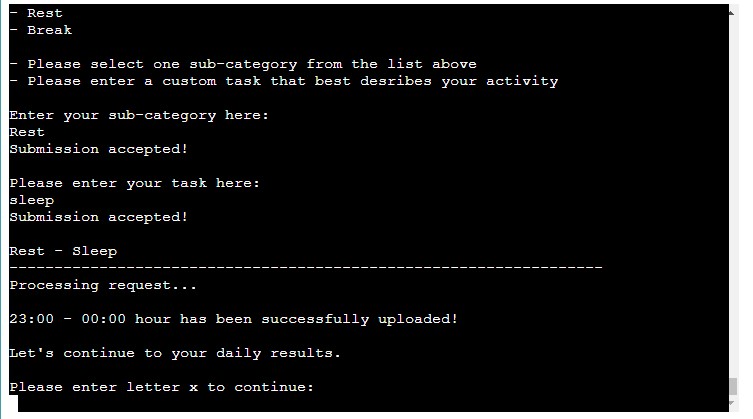 - Rest
- Break
- Please select one sub-category from the list above
- Please enter a custom task that best desribes your activity
Enter your sub-category here:
Rest
Submission accepted!
Please enter your task here:
sleep
Submission accepted!
Rest - Sleep
------------------------------------------------------------------
Processing request...
23:00 - 00:00 hour has been successfully uploaded!
Let's continue to your daily results.
Please enter letter x to continue: